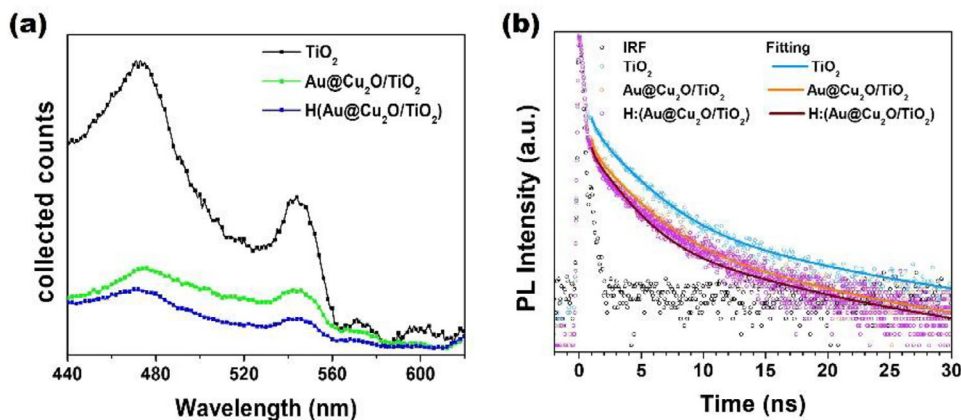 (a)
TiO2
Au@Cu2O/TiO2
H(Au@Cu2O/TiO2)
collected counts
440 480 520 560 600
Wavelength (nm)
(b)
IRF Fitting
TiO2 TiO2
Au@Cu2O/TiO2 Au@Cu2O/TiO2
H:(Au@Cu2O/TiO2) H:(Au@Cu2O/TiO2)
PL Intensity (a.u.)
0 5 10 15 20 25 30
Time (ns)